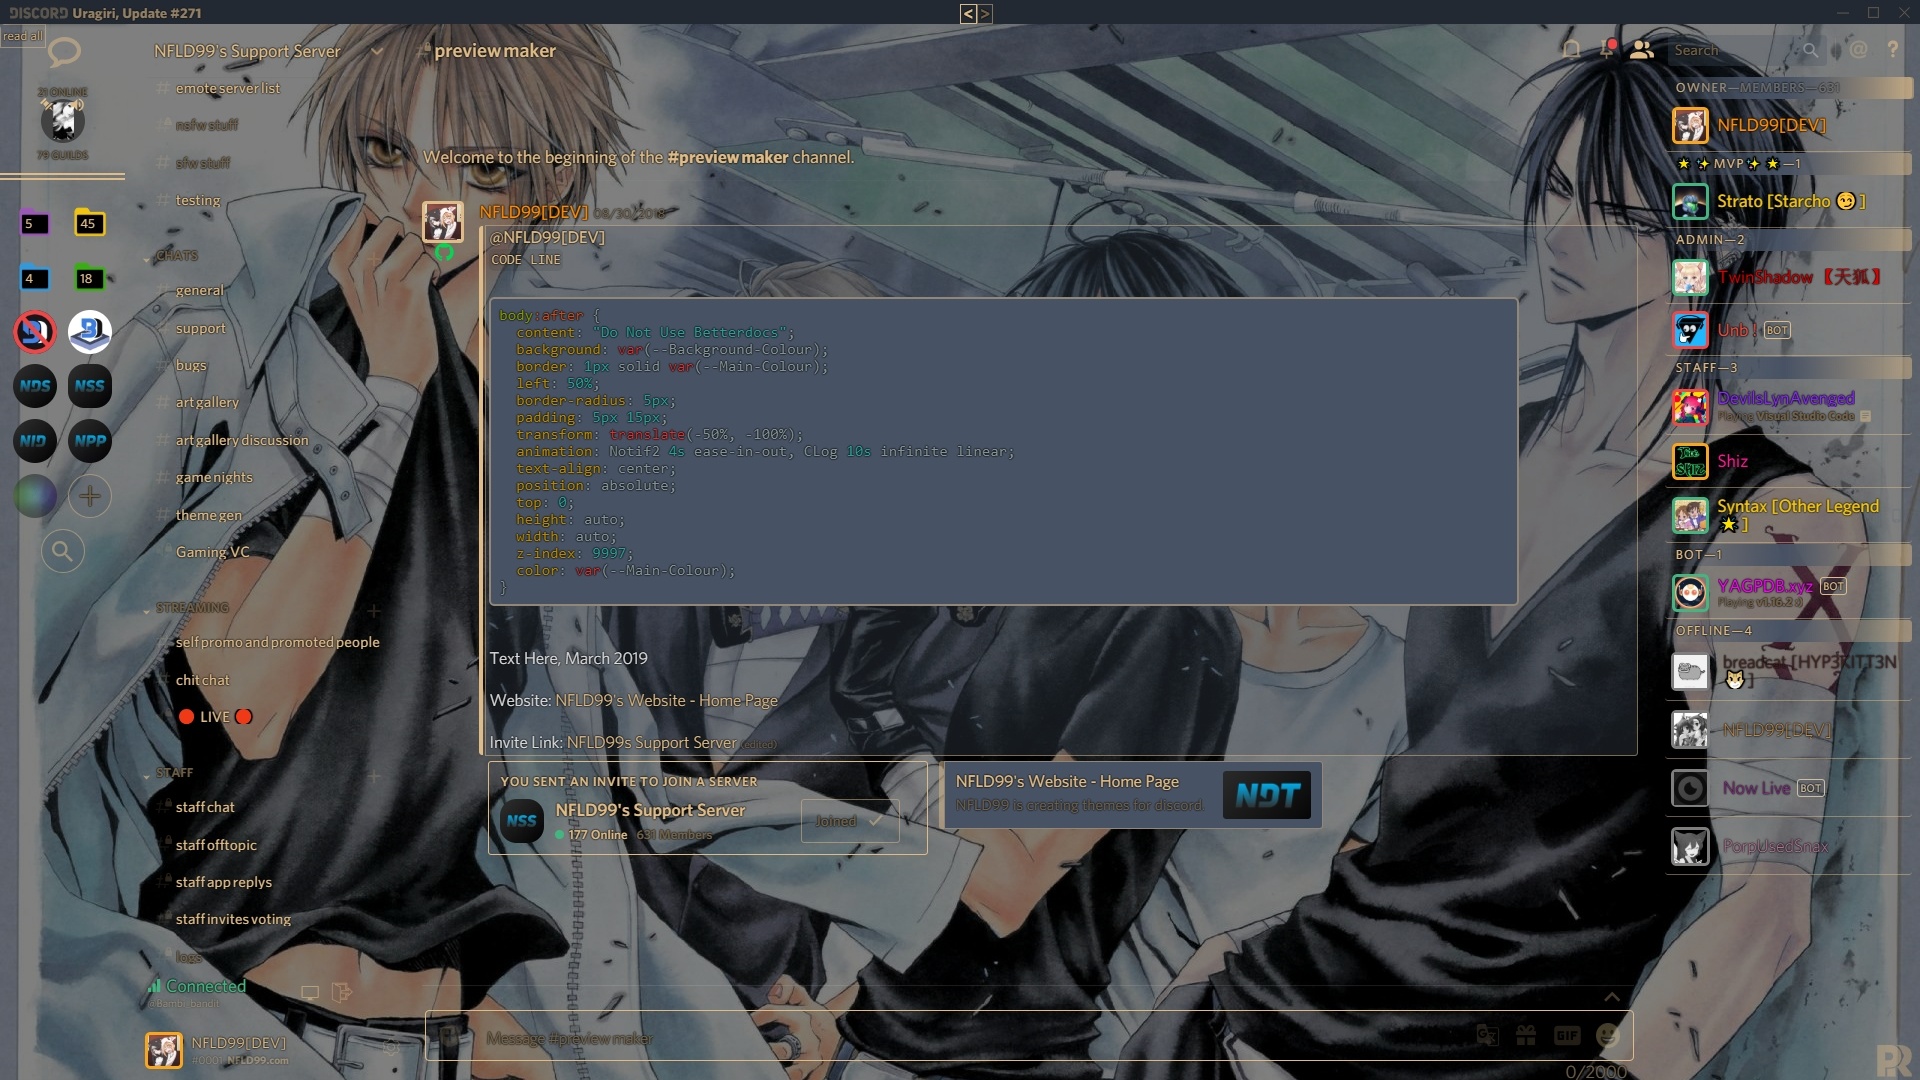 DISCORD Uragiri, Update #271
< >
read all
21 ONLINE
79 GUILDS
5
45
4
18
NDS
NSS
NID
NPP
NFLD99's Support Server
emote server list
nsfw stuff
sfw stuff
testing
CHATS
general
support
bugs
art gallery
art gallery discussion
game nights
theme gen
Gaming VC
STREAMING
self promo and promoted people
chit chat
LIVE
STAFF
staff chat
staff offtopic
staff app replys
staff invites voting
logs
Connected
@Bambi-bandit
NFLD99[DEV]
#0001 NFLD99.com
preview maker
Welcome to the beginning of the #preview maker channel.
NFLD99[DEV] 08/30/2018
@NFLD99[DEV]
CODE LINE
body:after {
content: "Do Not Use Betterdocs";
background: var(--Background-Colour);
border: 1px solid var(--Main-Colour);
left: 50%;
border-radius: 5px;
padding: 5px 15px;
transform: translate(-50%, -100%);
animation: Notif2 4s ease-in-out, CLog 10s infinite linear;
text-align: center;
position: absolute;
top: 0;
height: auto;
width: auto;
z-index: 9997;
color: var(--Main-Colour);
}
Text Here, March 2019
Website: NFLD99's Website - Home Page
Invite Link: NFLD99s Support Server (edited)
YOU SENT AN INVITE TO JOIN A SERVER
NSS
NFLD99's Support Server
177 Online 631 Members
Joined
NFLD99's Website - Home Page
NFLD99 is creating themes for discord.
NDT
Message #preview maker
GIF
0/2000
Search
@ ?
OWNER—MEMBERS—631
NFLD99[DEV]
★ ✨ MVP ✨ ★ —1
Strato [Starcho 😏 ]
ADMIN—2
TwinShadow 【天狐】
Unb ! BOT
STAFF—3
DevilsLynAvenged
Playing Visual Studio Code
The SHIZ
Shiz
Syntax [Other Legend
★ ]
BOT—1
YAGPDB.xyz BOT
Playing v1.16.2 :)
OFFLINE—4
breadcat [HYP3RKITT3N
🐱 ]
NFLD99[DEV]
Now Live BOT
PorpUsedSnax
PR